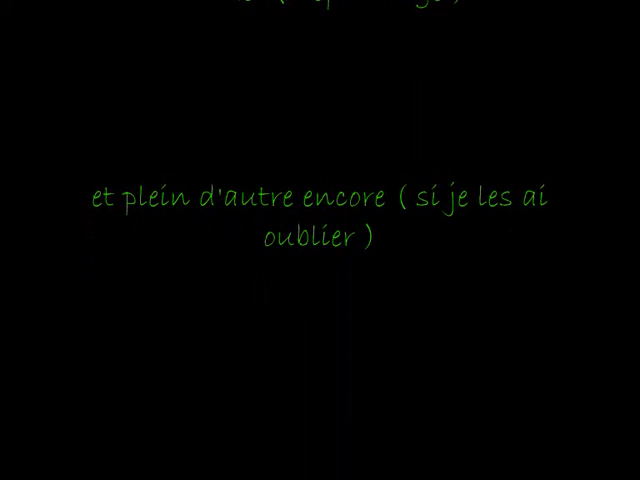 et plein d'autre encore ( si je les ai
oublier )